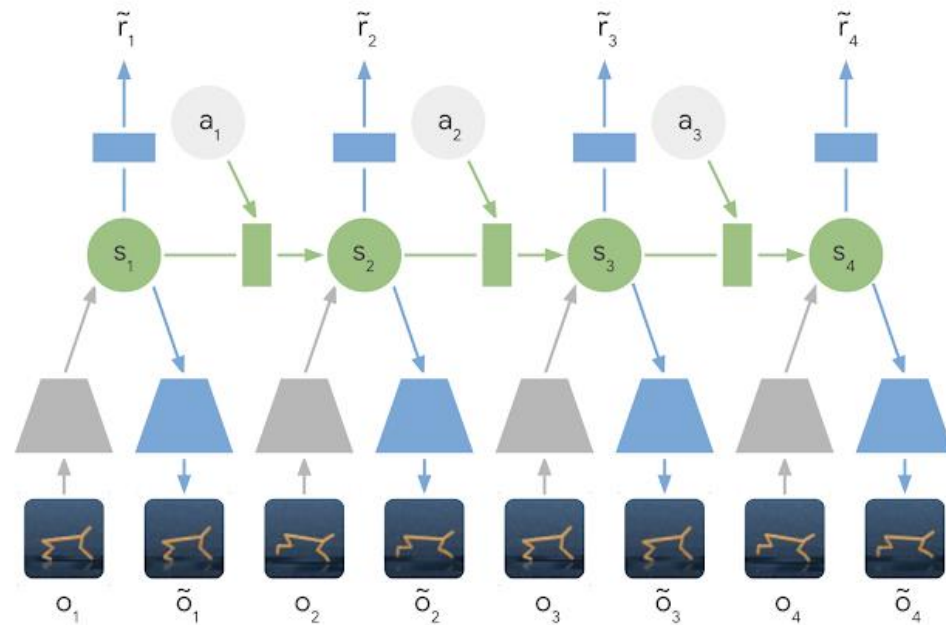 r̃₁ r̃₂ r̃₃ r̃₄
a₁ a₂ a₃
s₁ s₂ s₃ s₄
o₁ õ₁ o₂ õ₂ o₃ õ₃ o₄ õ₄